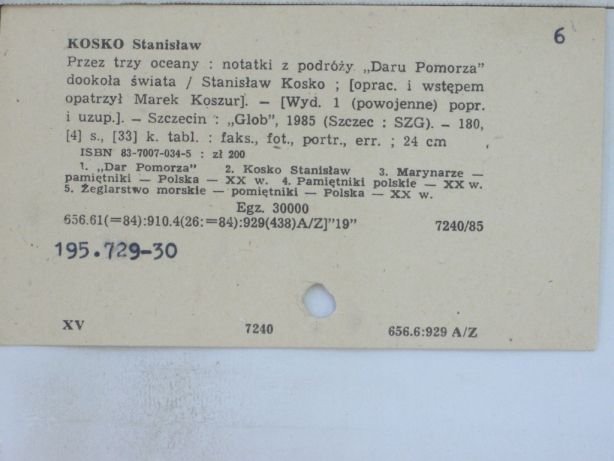 6
KOSKO Stanisław
Przez trzy oceany : notatki z podróży „Daru Pomorza”
dookoła świata / Stanisław Kosko ; [oprac. i wstępem
opatrzył Marek Koszur]. — [Wyd. 1 (powojenne) popr.
i uzup.]. — Szczecin : „Glob”, 1985 (Szczec : SZG). — 180,
[4] s., [33] k. tabl. : faks., fot., portr., err. ; 24 cm
ISBN 83-7007-034-5 : zł 200
1. „Dar Pomorza” 2. Kosko Stanisław 3. Marynarze —
pamiętniki — Polska — XX w. 4. Pamiętniki polskie — XX w.
5. Żeglarstwo morskie — pomiętniki — Polska — XX w.
Egz. 30000
656.61(=84):910.4(26:=84):929(438)A/Z]”19” 7240/85
195.729-30
XV 7240 656.6:929 A/Z